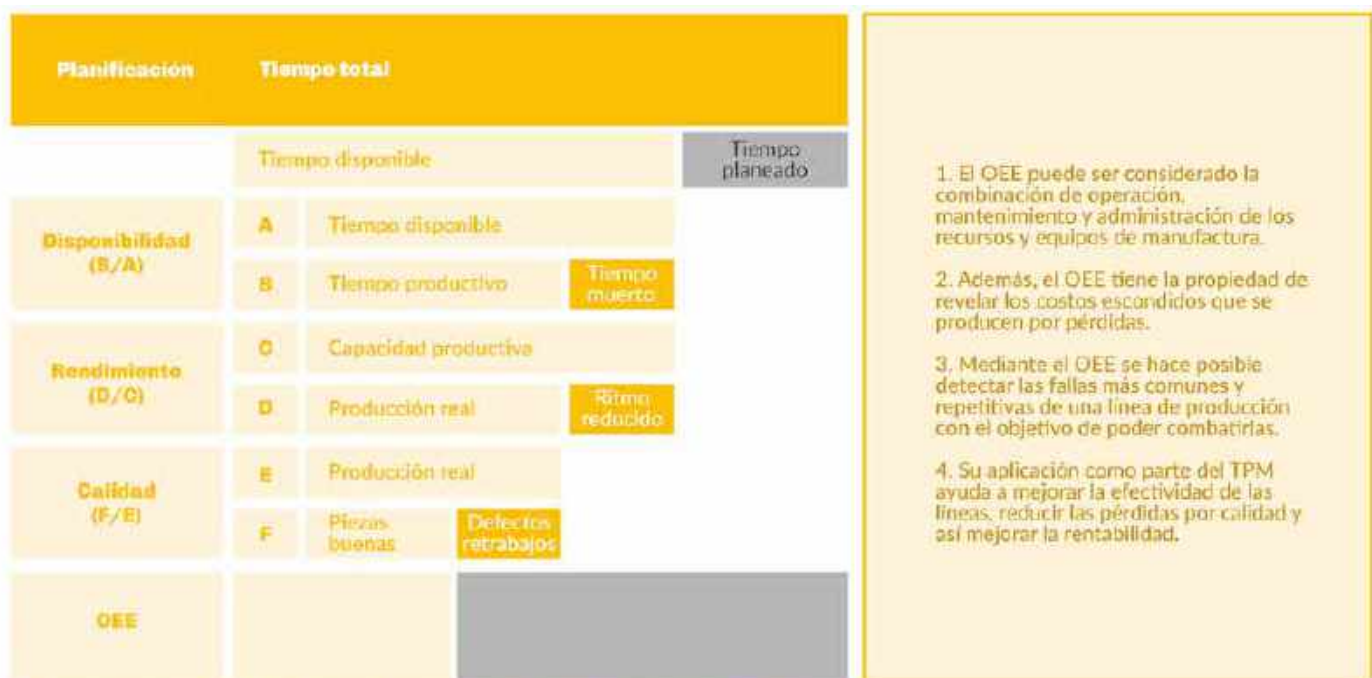 Planificación
Tiempo total
Tiempo disponible
Tiempo
planeado
Disponibilidad
(B/A)
A
Tiempo disponible
B
Tiempo productivo
Tiempo
muerto
Rendimiento
(D/C)
C
Capacidad productiva
D
Producción real
Ritmo
reducido
Calidad
(F/E)
E
Producción real
F
Piezas
buenas
Defectos
retrabajos
OEE
1. El OEE puede ser considerado la
combinación de operación,
mantenimiento y administración de los
recursos y equipos de manufactura.
2. Además, el OEE tiene la propiedad de
revelar los costos escondidos que se
producen por pérdidas.
3. Mediante el OEE se hace posible
detectar las fallas más comunes y
repetitivas de una línea de producción
con el objetivo de poder combatirlas.
4. Su aplicación como parte del TPM
ayuda a mejorar la efectividad de las
líneas, reducir las pérdidas por calidad y
así mejorar la rentabilidad.